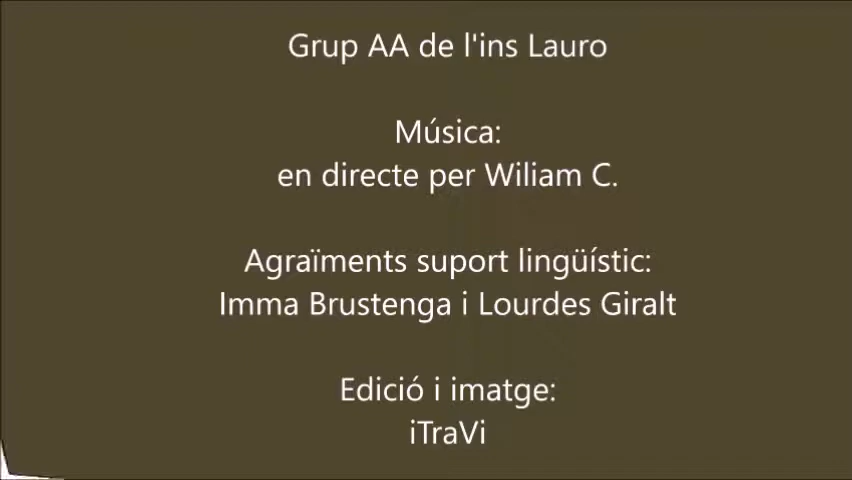 Grup AA de l'ins Lauro
Música:
en directe per Wiliam C.
Agraïments suport lingüístic:
Imma Brustenga i Lourdes Giralt
Edició i imatge:
iTraVi